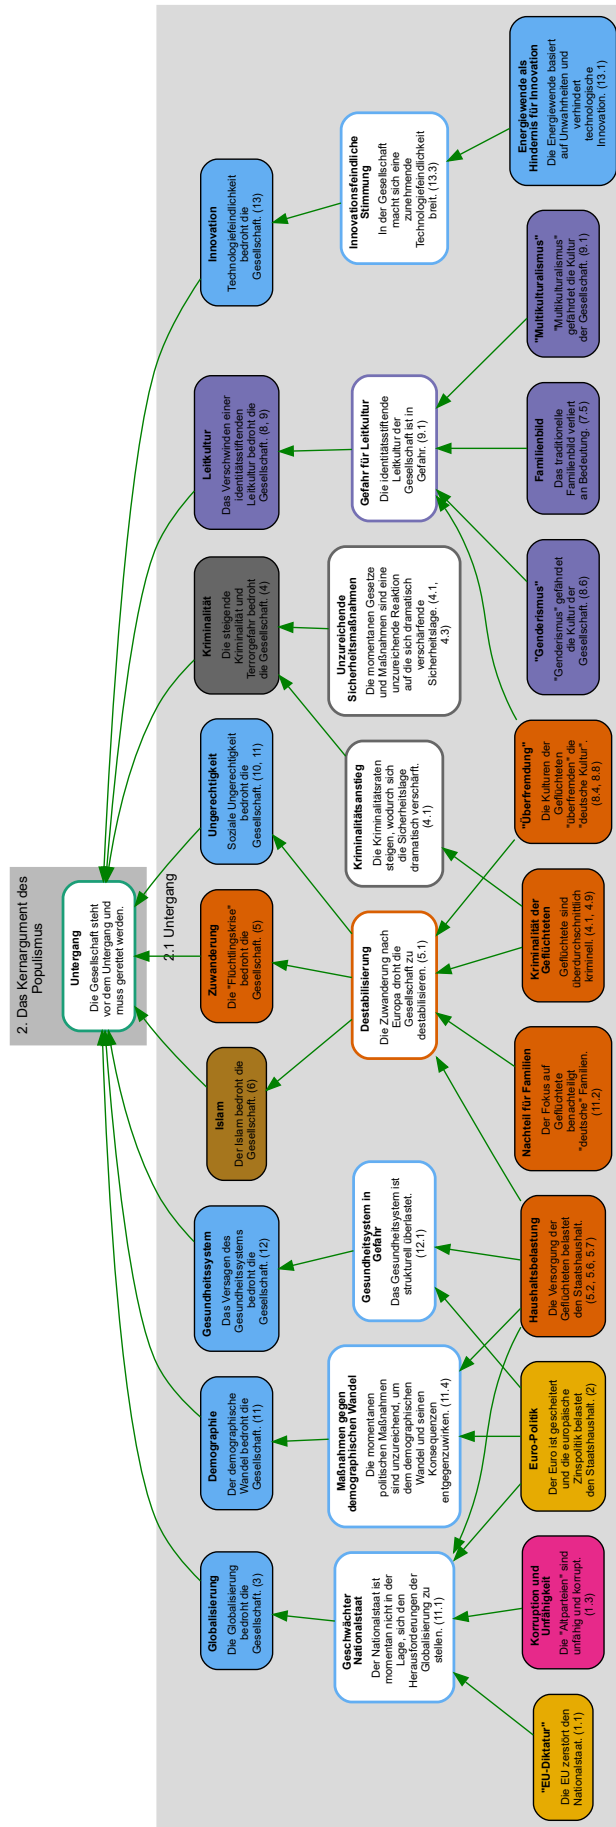 2. Das Kernargument des
Populismus
Untergang
Die Gesellschaft steht
vor dem Untergang und
muss gerettet werden.
2.1 Untergang
Globalisierung
Die Globalisierung
bedroht die
Gesellschaft. (3)
Demographie
Der demographische
Wandel bedroht die
Gesellschaft. (11)
Gesundheitssystem
Das Versagen des
Gesundheitssystems
bedroht die
Gesellschaft. (12)
Islam
Der Islam bedroht die
Gesellschaft. (6)
Zuwanderung
Die "Flüchtlingskrise"
bedroht die
Gesellschaft. (5)
Ungerechtigkeit
Soziale Ungerechtigkeit
bedroht die
Gesellschaft. (10, 11)
Kriminalität
Die steigende
Kriminalität und
Terrorgefahr bedroht
die Gesellschaft. (4)
Leitkultur
Das Verschwinden einer
identitätsstiftenden
Leitkultur bedroht die
Gesellschaft. (8, 9)
Innovation
Technologiefeindlichkeit
bedroht die
Gesellschaft. (13)
Geschwächter
Nationalstaat
Der Nationalstaat ist
momentan nicht in der
Lage, sich den
Herausforderungen der
Globalisierung zu
stellen. (11.1)
Maßnahmen gegen
demographischen Wandel
Die momentanen
politischen Maßnahmen
sind unzureichend, um
dem demographischen
Wandel und seinen
Konsequenzen
entgegenzuwirken. (11.4)
Gesundheitsystem in
Gefahr
Das Gesundheitsystem ist
strukturell überlastet.
(12.1)
Destabilisierung
Die Zuwanderung nach
Europa droht die
Gesellschaft zu
destabilisieren. (5.1)
Kriminalitätsanstieg
Die Kriminalitätsraten
steigen, wodurch sich
die Sicherheitslage
dramatisch verschärft.
(4.1)
Unzureichende
Sicherheitsmaßnahmen
Die momentanen Gesetze
und Maßnahmen sind eine
unzureichende Reaktion
auf die sich dramatisch
verschärfende
Sicherheitslage. (4.1,
4.3)
Gefahr für Leitkultur
Die identitätsstiftende
Leitkultur der
Gesellschaft ist in
Gefahr. (9.1)
Innovationsfeindliche
Stimmung
In der Gesellschaft
macht sich eine
zunehmende
Technologiefeindlichkeit
breit. (13.3)
"EU-Diktatur"
Die EU zerstört den
Nationalstaat. (1.1)
Korruption und
Unfähigkeit
Die "Altparteien" sind
unfähig und korrupt.
(1.3)
Euro-Politik
Der Euro ist gescheitert
und die europäische
Zinspolitik belastet
den Staatshaushalt. (2)
Haushaltsbelastung
Die Versorgung der
Geflüchteten belastet
den Staatshaushalt.
(5.2, 5.6, 5.7)
Nachteil für Familien
Der Fokus auf
Geflüchtete
benachteiligt
"deutsche" Familien.
(11.2)
Kriminalität der
Geflüchteten
Geflüchtete sind
überdurchschnittlich
kriminell. (4.1, 4.9)
"Überfremdung"
Die Kulturen der
Geflüchteten
"überfremden" die
"deutsche Kultur".
(8.4, 8.8)
"Genderismus"
"Genderismus" gefährdet
die Kultur der
Gesellschaft. (8.6)
Familienbild
Das traditionelle
Familienbild verliert
an Bedeutung. (7.5)
"Multikulturalismus"
"Multikulturalismus"
gefährdet die Kultur
der Gesellschaft. (9.1)
Energiewende als
Hindernis für Innovation
Die Energiewende basiert
auf Unwahrheiten und
verhindert
technologische
Innovation. (13.1)